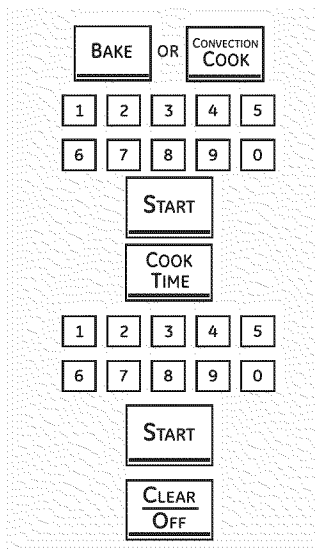 BAKE OR CONVECTION COOK
1 2 3 4 5
6 7 8 9 0
START
COOK
TIME
1 2 3 4 5
6 7 8 9 0
START
CLEAR
OFF